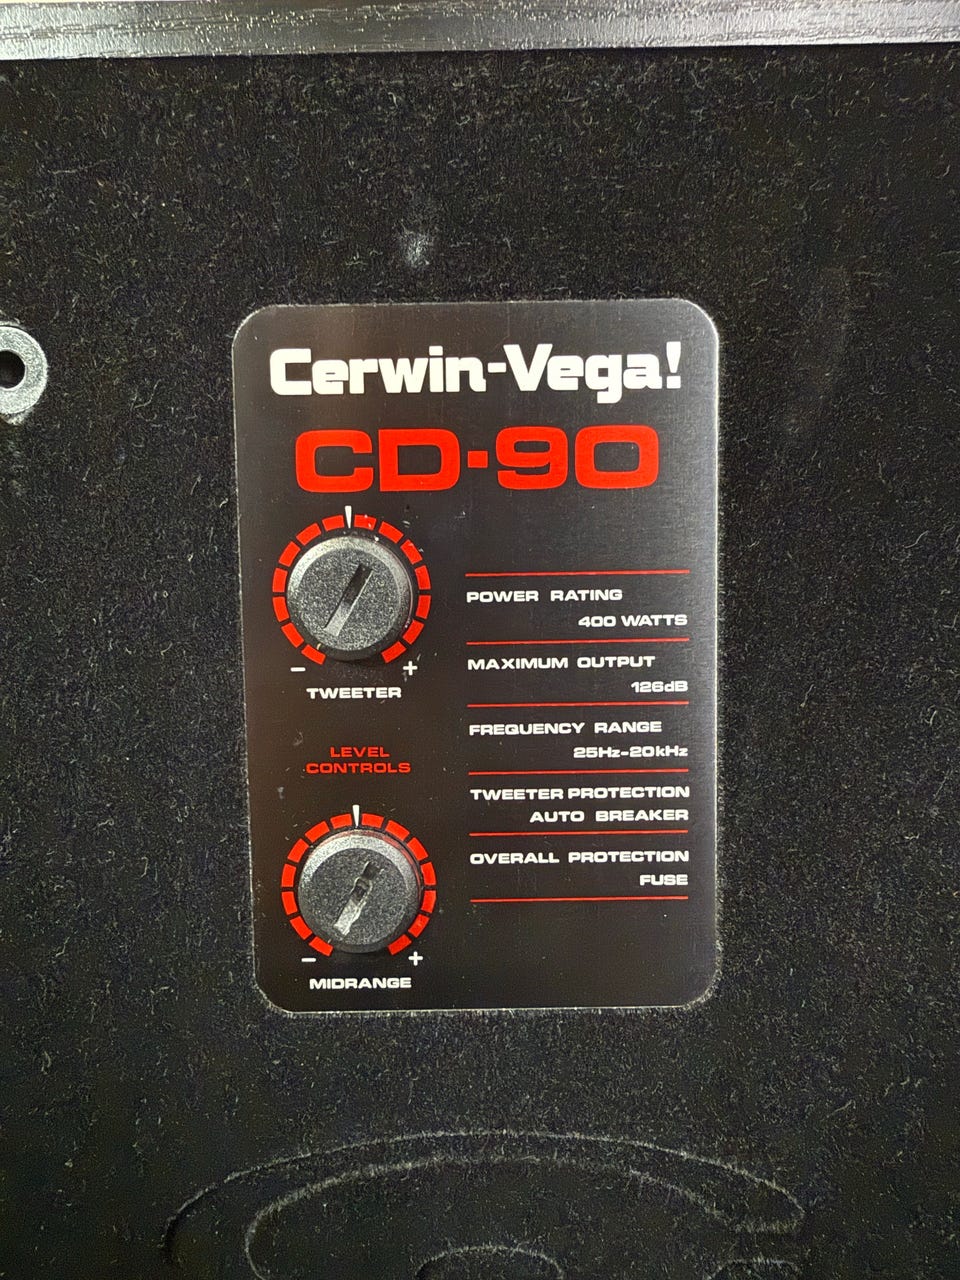 Cerwin-Vega!
CD-90
- +
TWEETER
LEVEL
CONTROLS
- +
MIDRANGE
POWER RATING
400 WATTS
MAXIMUM OUTPUT
126dB
FREQUENCY RANGE
25Hz-20kHz
TWEETER PROTECTION
AUTO BREAKER
OVERALL PROTECTION
FUSE